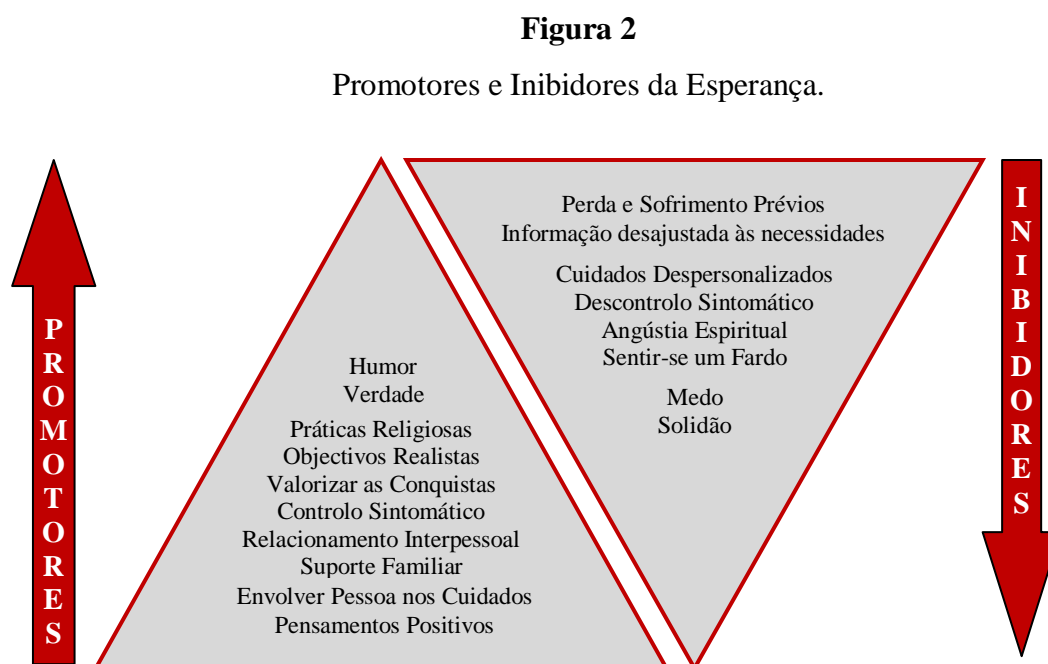 Figura 2
Promotores e Inibidores da Esperança.
PROMOTORES
Humor
Verdade
Práticas Religiosas
Objectivos Realistas
Valorizar as Conquistas
Controlo Sintomático
Relacionamento Interpessoal
Suporte Familiar
Envolver Pessoa nos Cuidados
Pensamentos Positivos
Perda e Sofrimento Prévios
Informação desajustada às necessidades
Cuidados Despersonalizados
Descontrolo Sintomático
Angústia Espiritual
Sentir-se um Fardo
Medo
Solidão
INIBIDORES